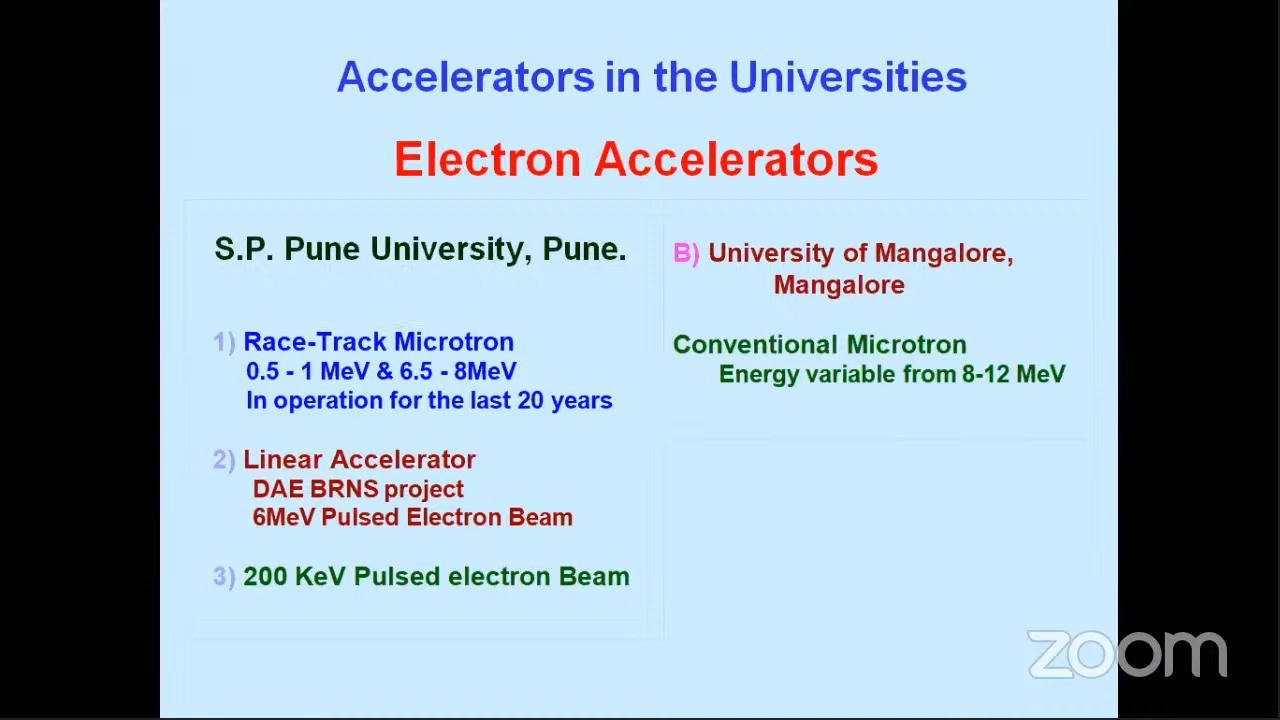 Accelerators in the Universities
Electron Accelerators
S.P. Pune University, Pune.
1) Race-Track Microtron
0.5 - 1 MeV & 6.5 - 8MeV
In operation for the last 20 years
2) Linear Accelerator
DAE BRNS project
6MeV Pulsed Electron Beam
3) 200 KeV Pulsed electron Beam
B) University of Mangalore,
Mangalore
Conventional Microtron
Energy variable from 8-12 MeV
zoom